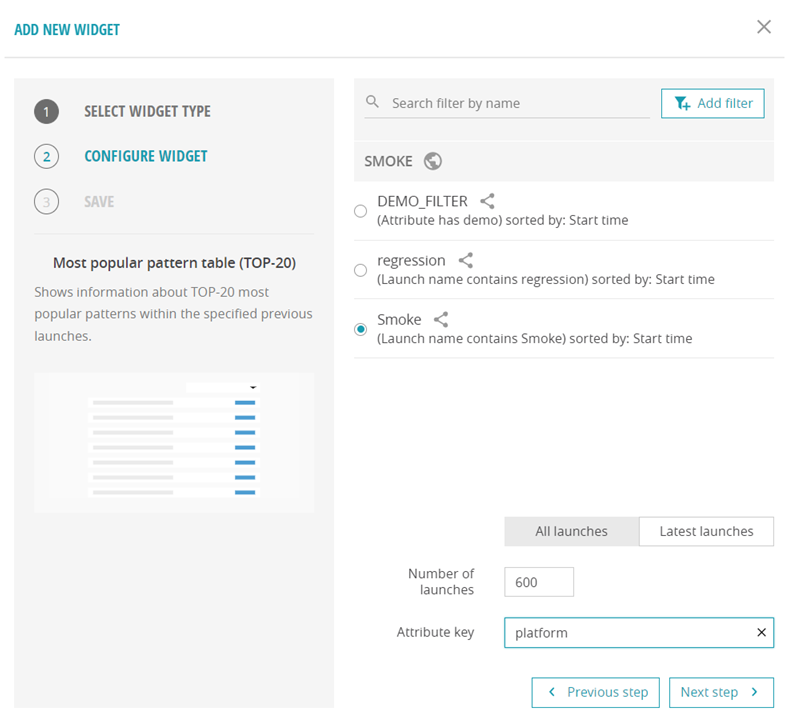 ADD NEW WIDGET
1 SELECT WIDGET TYPE
2 CONFIGURE WIDGET
3 SAVE
Most popular pattern table (TOP-20)
Shows information about TOP-20 most
popular patterns within the specified previous
launches.
Search filter by name
Add filter
SMOKE
DEMO_FILTER
(Attribute has demo) sorted by: Start time
regression
(Launch name contains regression) sorted by: Start time
Smoke
(Launch name contains Smoke) sorted by: Start time
All launches
Latest launches
Number of
launches
600
Attribute key
platform
Previous step
Next step